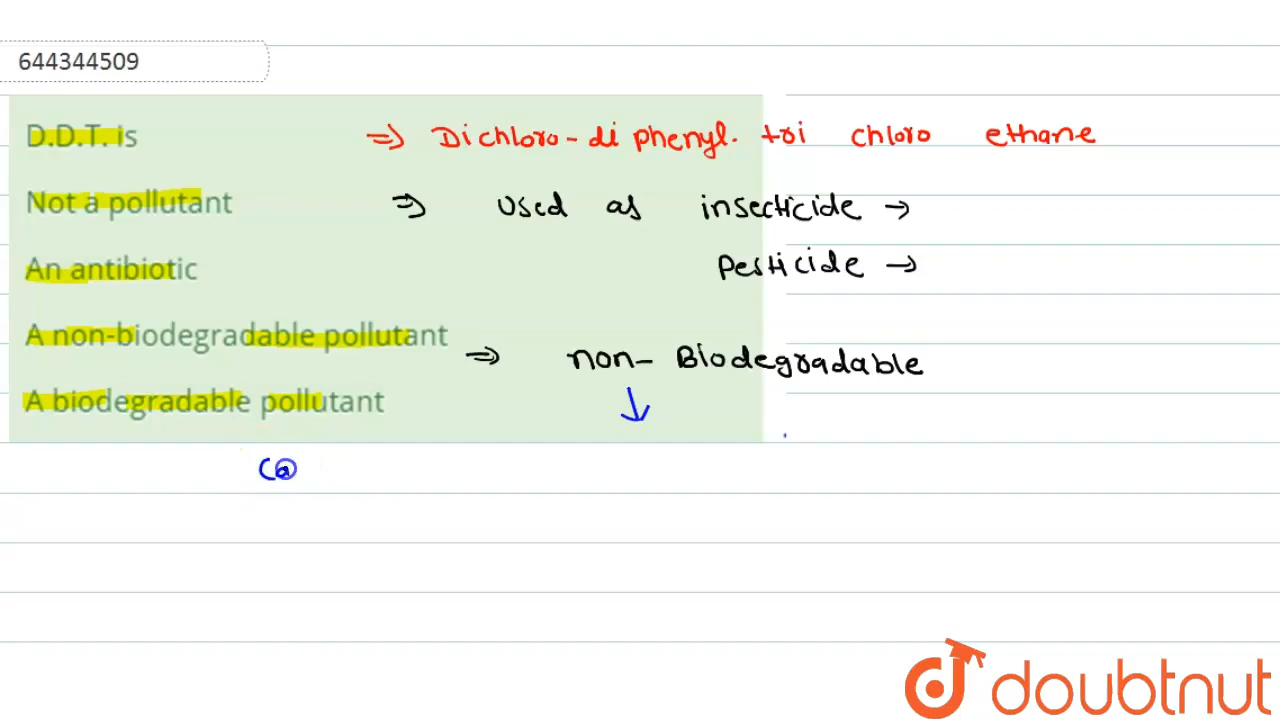 644344509
D.D.T. is ⇒ Dichloro-di phenyl. tri chloro ethane
Not a pollutant ⇒ used as insecticide →
An antibiotic Pesticide →
A non-biodegradable pollutant ⇒ non-Biodegradable
A biodegradable pollutant ↓
doubtnut